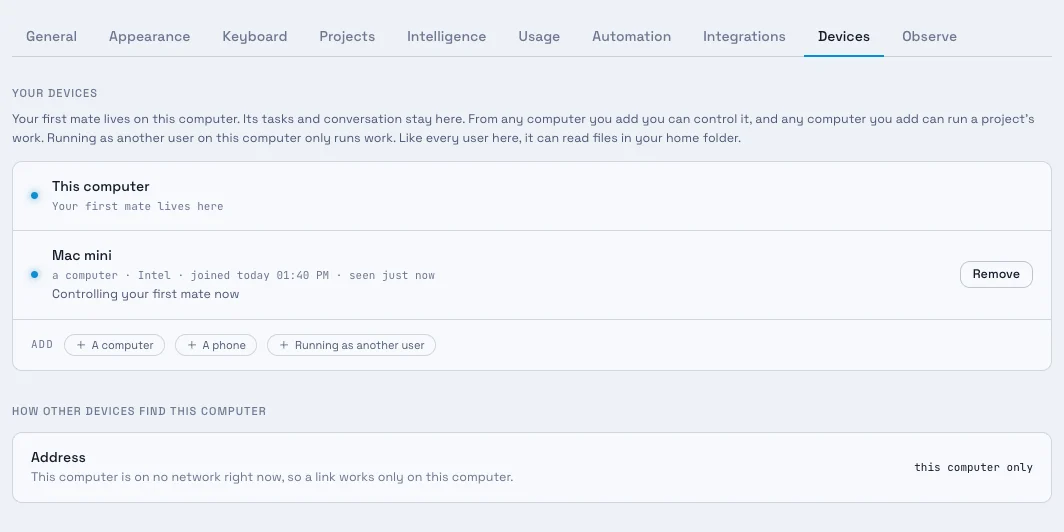 General Appearance Keyboard Projects Intelligence Usage Automation Integrations Devices Observe
YOUR DEVICES
Your first mate lives on this computer. Its tasks and conversation stay here. From any computer you add you can control it, and any computer you add can run a project's
work. Running as another user on this computer only runs work. Like every user here, it can read files in your home folder.
This computer
Your first mate lives here
Mac mini
a computer · Intel · joined today 01:40 PM · seen just now
Controlling your first mate now
Remove
ADD + A computer + A phone + Running as another user
HOW OTHER DEVICES FIND THIS COMPUTER
Address
This computer is on no network right now, so a link works only on this computer.
this computer only